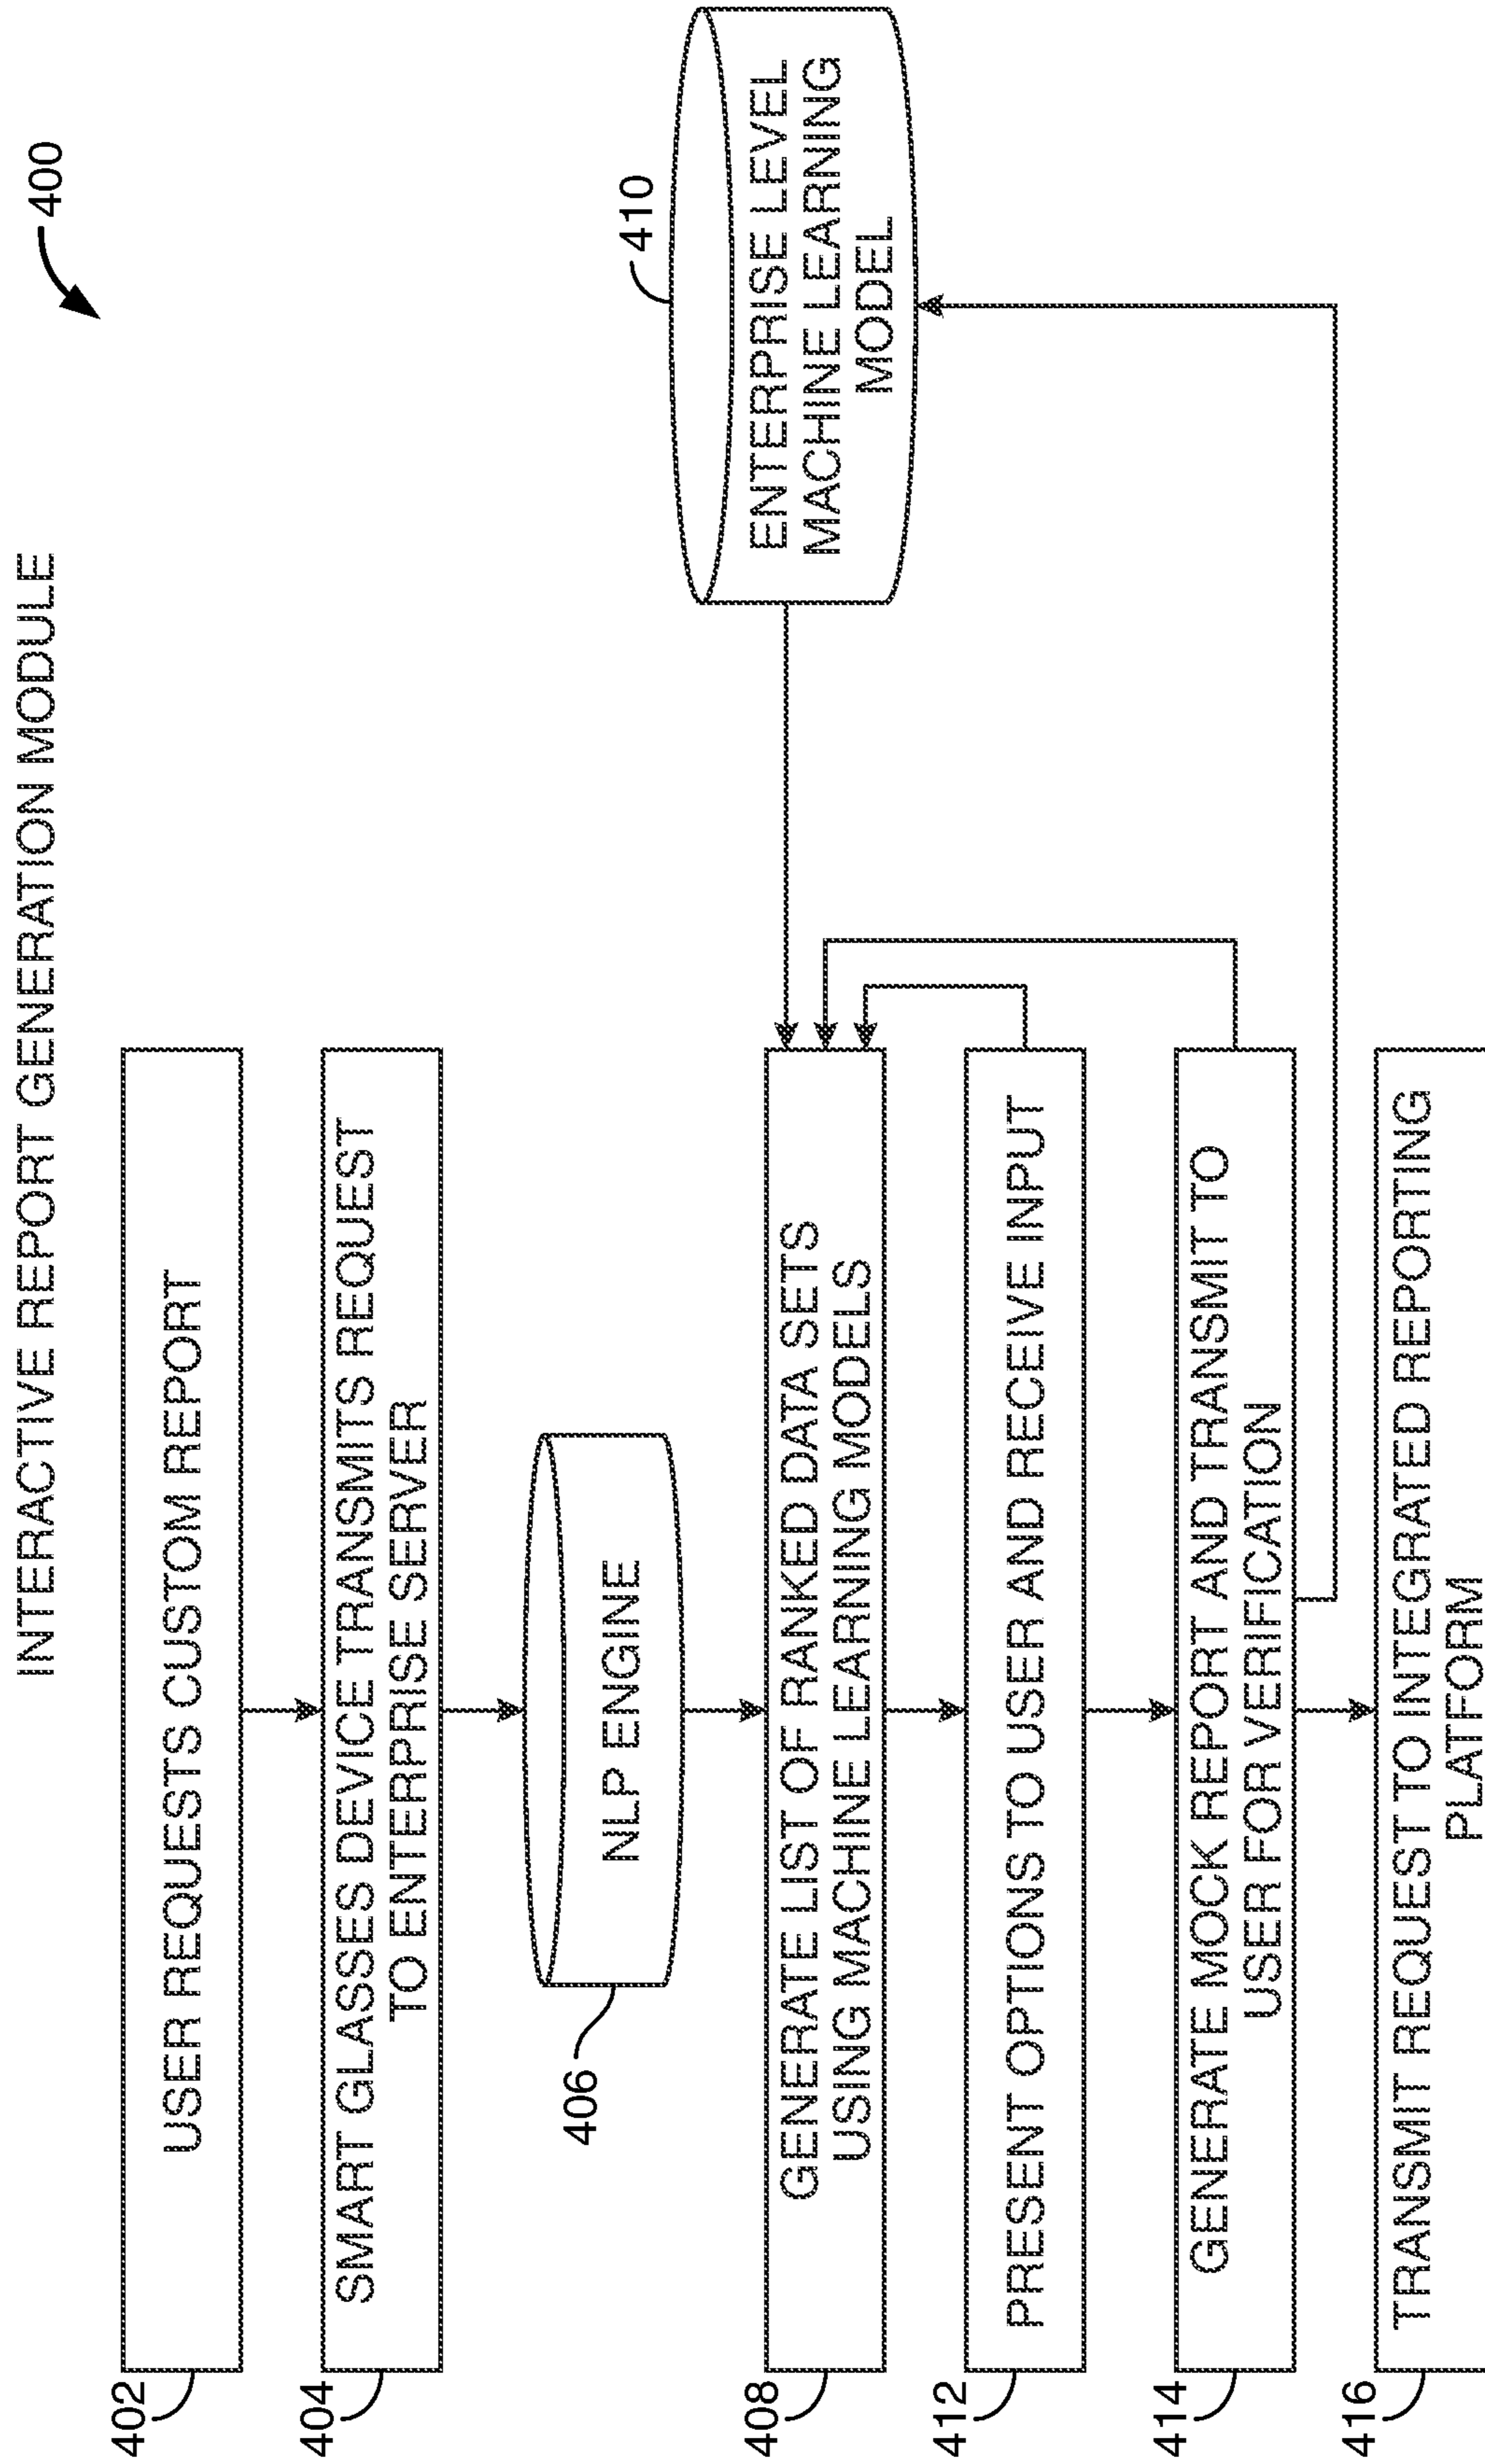 INTERACTIVE REPORT GENERATION MODULE
400
402
USER REQUESTS CUSTOM REPORT
404
SMART GLASSES DEVICE TRANSMITS REQUEST
TO ENTERPRISE SERVER
406
NLP ENGINE
408
GENERATE LIST OF RANKED DATA SETS
USING MACHINE LEARNING MODELS
410
ENTERPRISE LEVEL
MACHINE LEARNING
MODEL
412
PRESENT OPTIONS TO USER AND RECEIVE INPUT
414
GENERATE MOCK REPORT AND TRANSMIT TO
USER FOR VERIFICATION
416
TRANSMIT REQUEST TO INTEGRATED REPORTING
PLATFORM